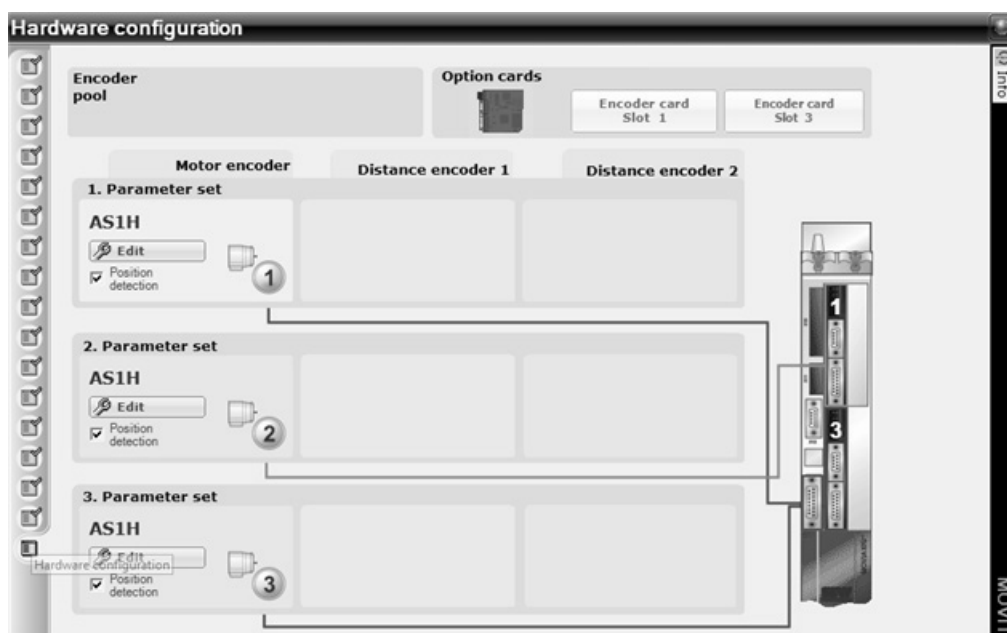 Hardware configuration
Info
Encoder
pool
Option cards
Encoder card
Slot 1
Encoder card
Slot 3
Motor encoder
Distance encoder 1
Distance encoder 2
1. Parameter set
AS1H
Edit
Position
detection
1
2. Parameter set
AS1H
Edit
Position
detection
2
3. Parameter set
AS1H
Edit
Hardware configuration
Position
detection
3
1
3